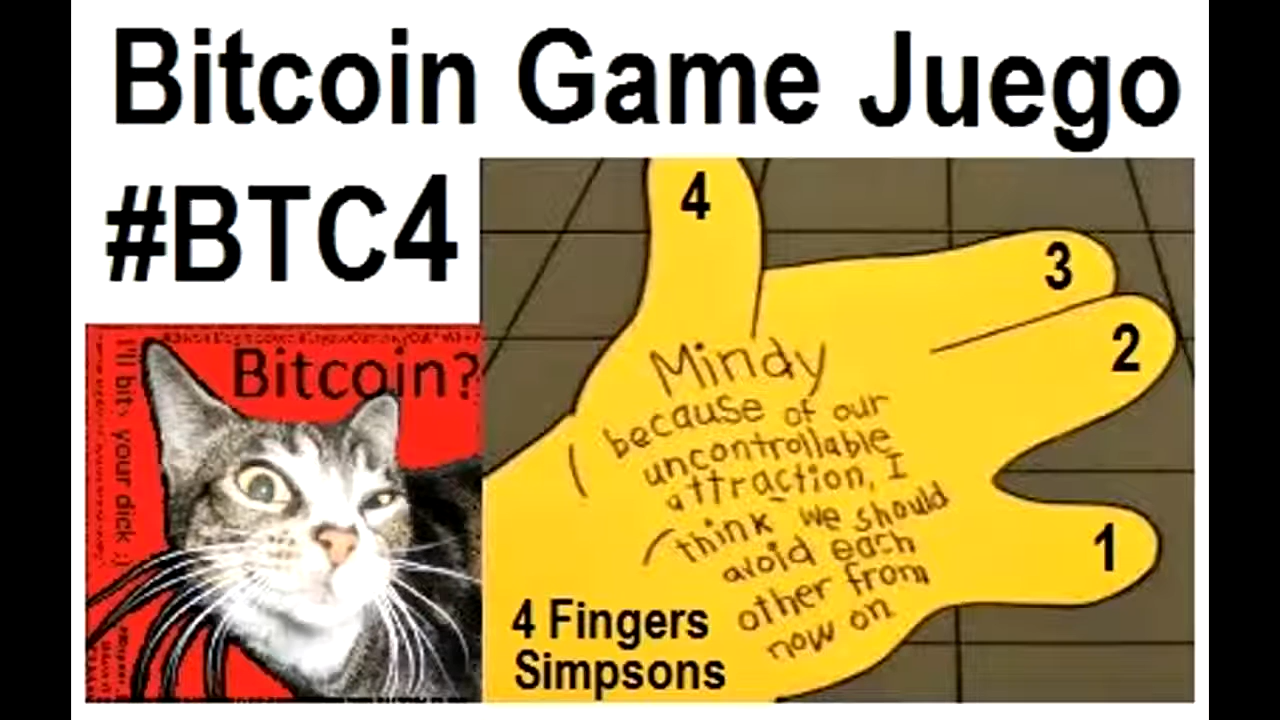 Bitcoin Game Juego
#BTC4
Bitcoin?
I'll bit your dick :)
4
3
2
1
Mindy
because of our
uncontrollable
attraction, I
think we should
avoid each
other from
now on
4 Fingers
Simpsons